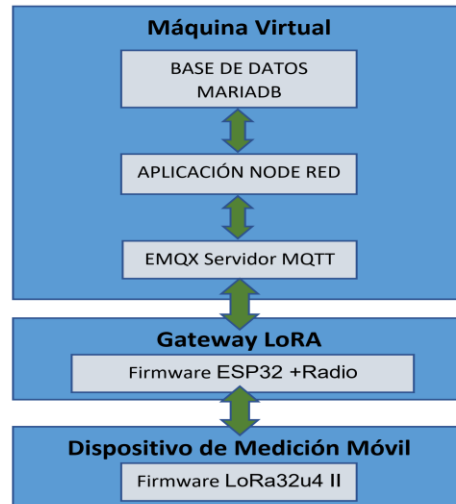 Máquina Virtual
BASE DE DATOS
MARIADB
APLICACIÓN NODE RED
EMQX Servidor MQTT
Gateway LoRA
Firmware ESP32 +Radio
Dispositivo de Medición Móvil
Firmware LoRa32u4 II